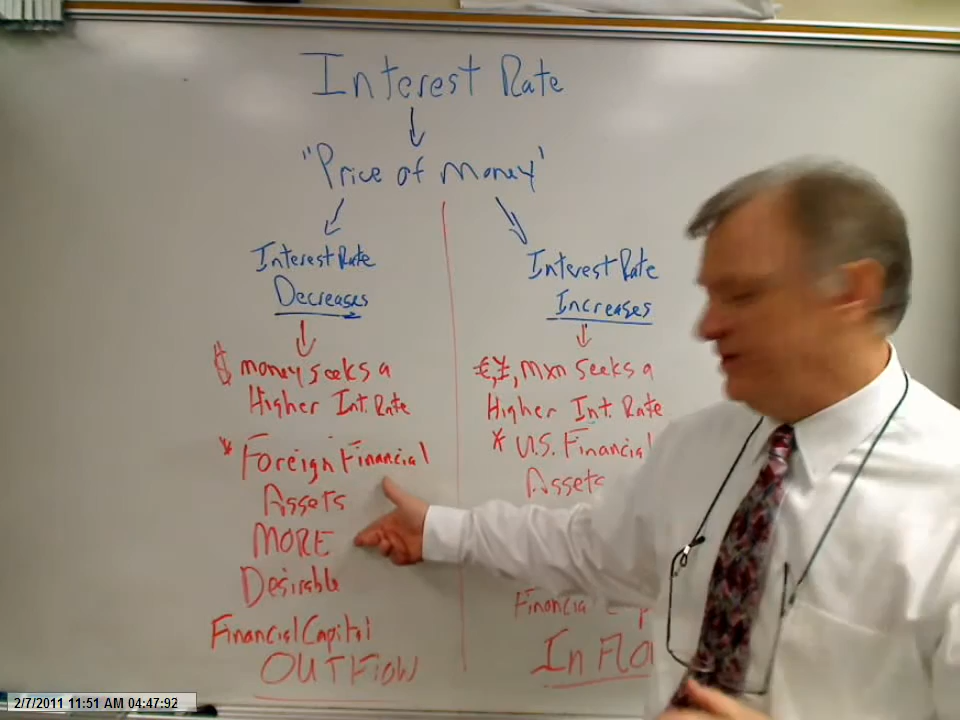 Interest Rate
"Price of Money"
Interest Rate
Decreases
$ money seeks a
Higher Int. Rate
* Foreign Financial
Assets
MORE
Desirable
Financial Capital
OUTFlow
Interest Rate
Increases
€,¥, mxn seeks a
Higher Int. Rate
* U.S. Financial
Assets
Financial
InFlo
2/7/2011 11:51 AM 04:47:92